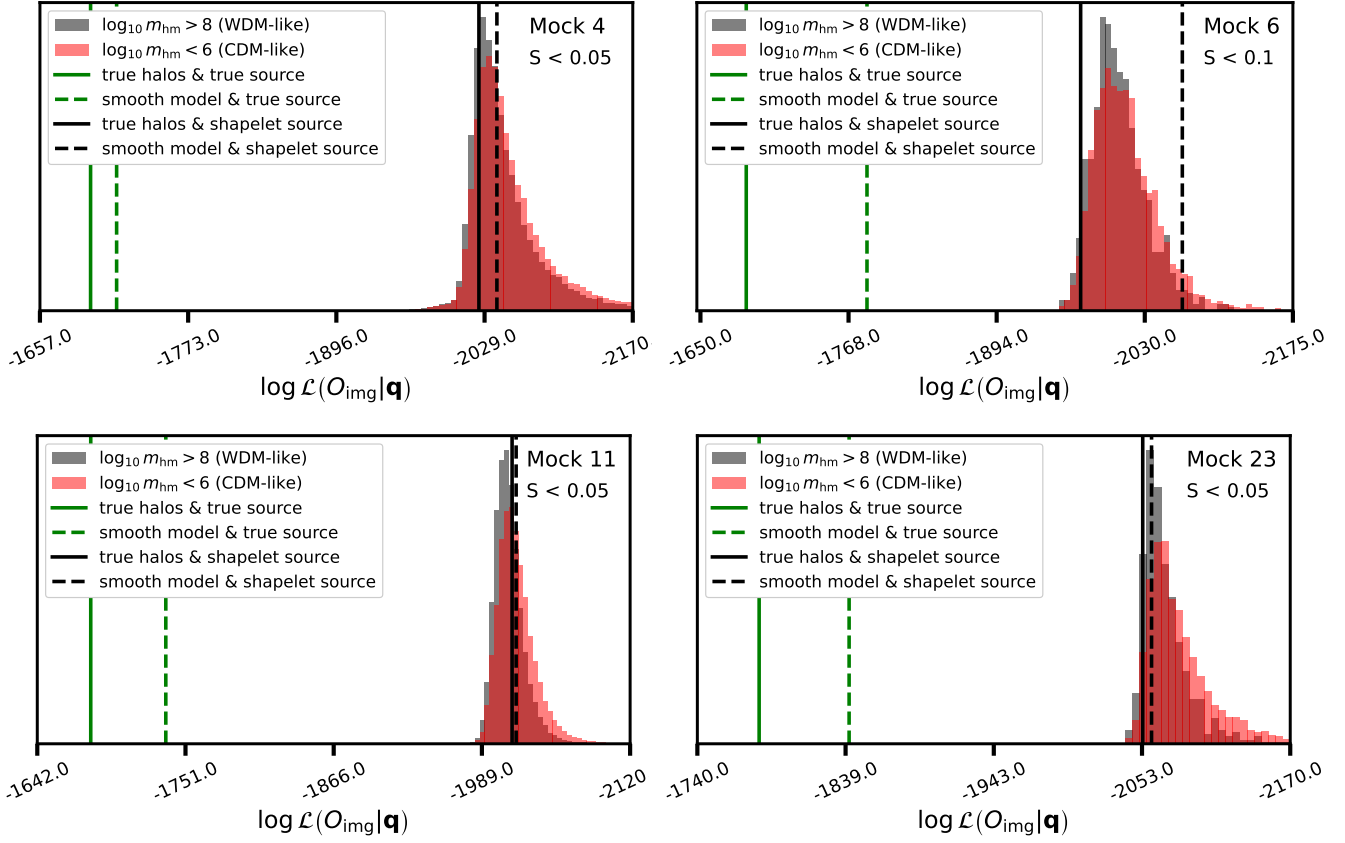 log₁₀ mₕₘ > 8 (WDM-like)
log₁₀ mₕₘ < 6 (CDM-like)
true halos & true source
smooth model & true source
true halos & shapelet source
smooth model & shapelet source
Mock 4
S < 0.05
-1657.0 -1773.0 -1896.0 -2029.0 -2170
log ℒ(O_img|q)
log₁₀ mₕₘ > 8 (WDM-like)
log₁₀ mₕₘ < 6 (CDM-like)
true halos & true source
smooth model & true source
true halos & shapelet source
smooth model & shapelet source
Mock 6
S < 0.1
-1650.0 -1768.0 -1894.0 -2030.0 -2175.0
log ℒ(O_img|q)
log₁₀ mₕₘ > 8 (WDM-like)
log₁₀ mₕₘ < 6 (CDM-like)
true halos & true source
smooth model & true source
true halos & shapelet source
smooth model & shapelet source
Mock 11
S < 0.05
-1642.0 -1751.0 -1866.0 -1989.0 -2120
log ℒ(O_img|q)
log₁₀ mₕₘ > 8 (WDM-like)
log₁₀ mₕₘ < 6 (CDM-like)
true halos & true source
smooth model & true source
true halos & shapelet source
smooth model & shapelet source
Mock 23
S < 0.05
-1740.0 -1839.0 -1943.0 -2053.0 -2170.0
log ℒ(O_img|q)